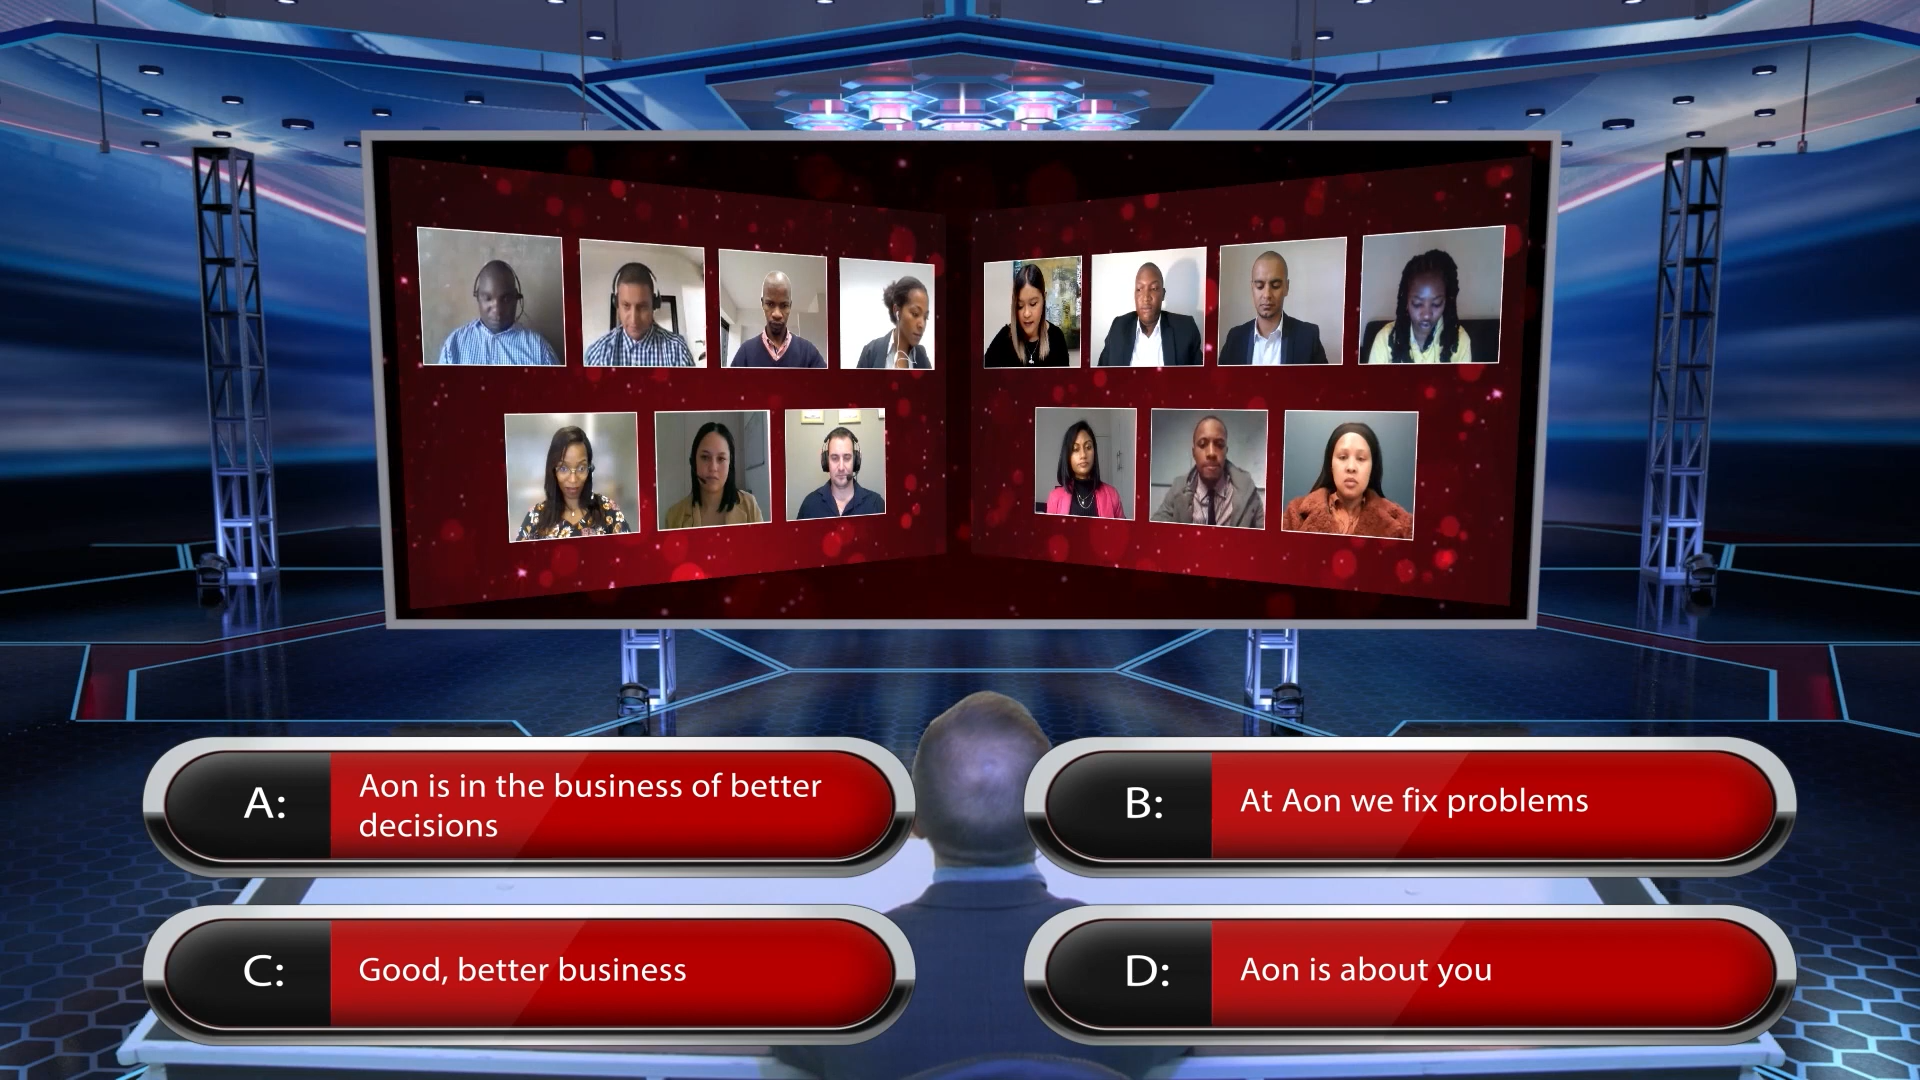 A:
Aon is in the business of better
decisions
B:
At Aon we fix problems
C:
Good, better business
D:
Aon is about you